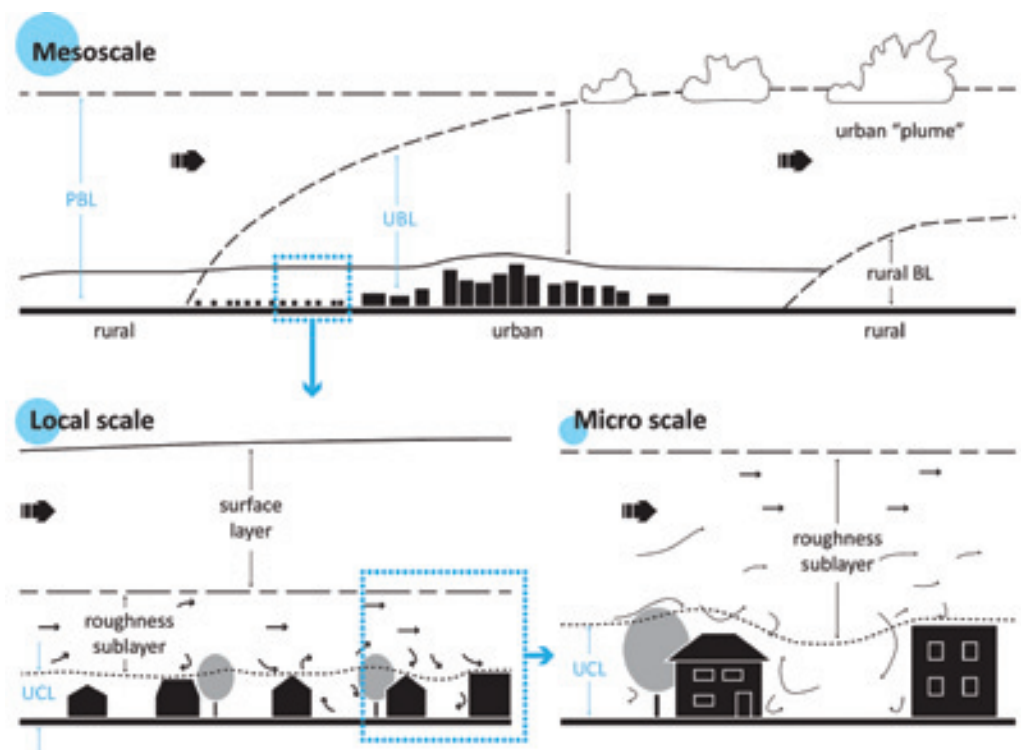 Mesoscale
urban "plume"
PBL
UBL
rural BL
rural
urban
rural
Local scale
surface
layer
roughness
sublayer
UCL
Micro scale
roughness
sublayer
UCL